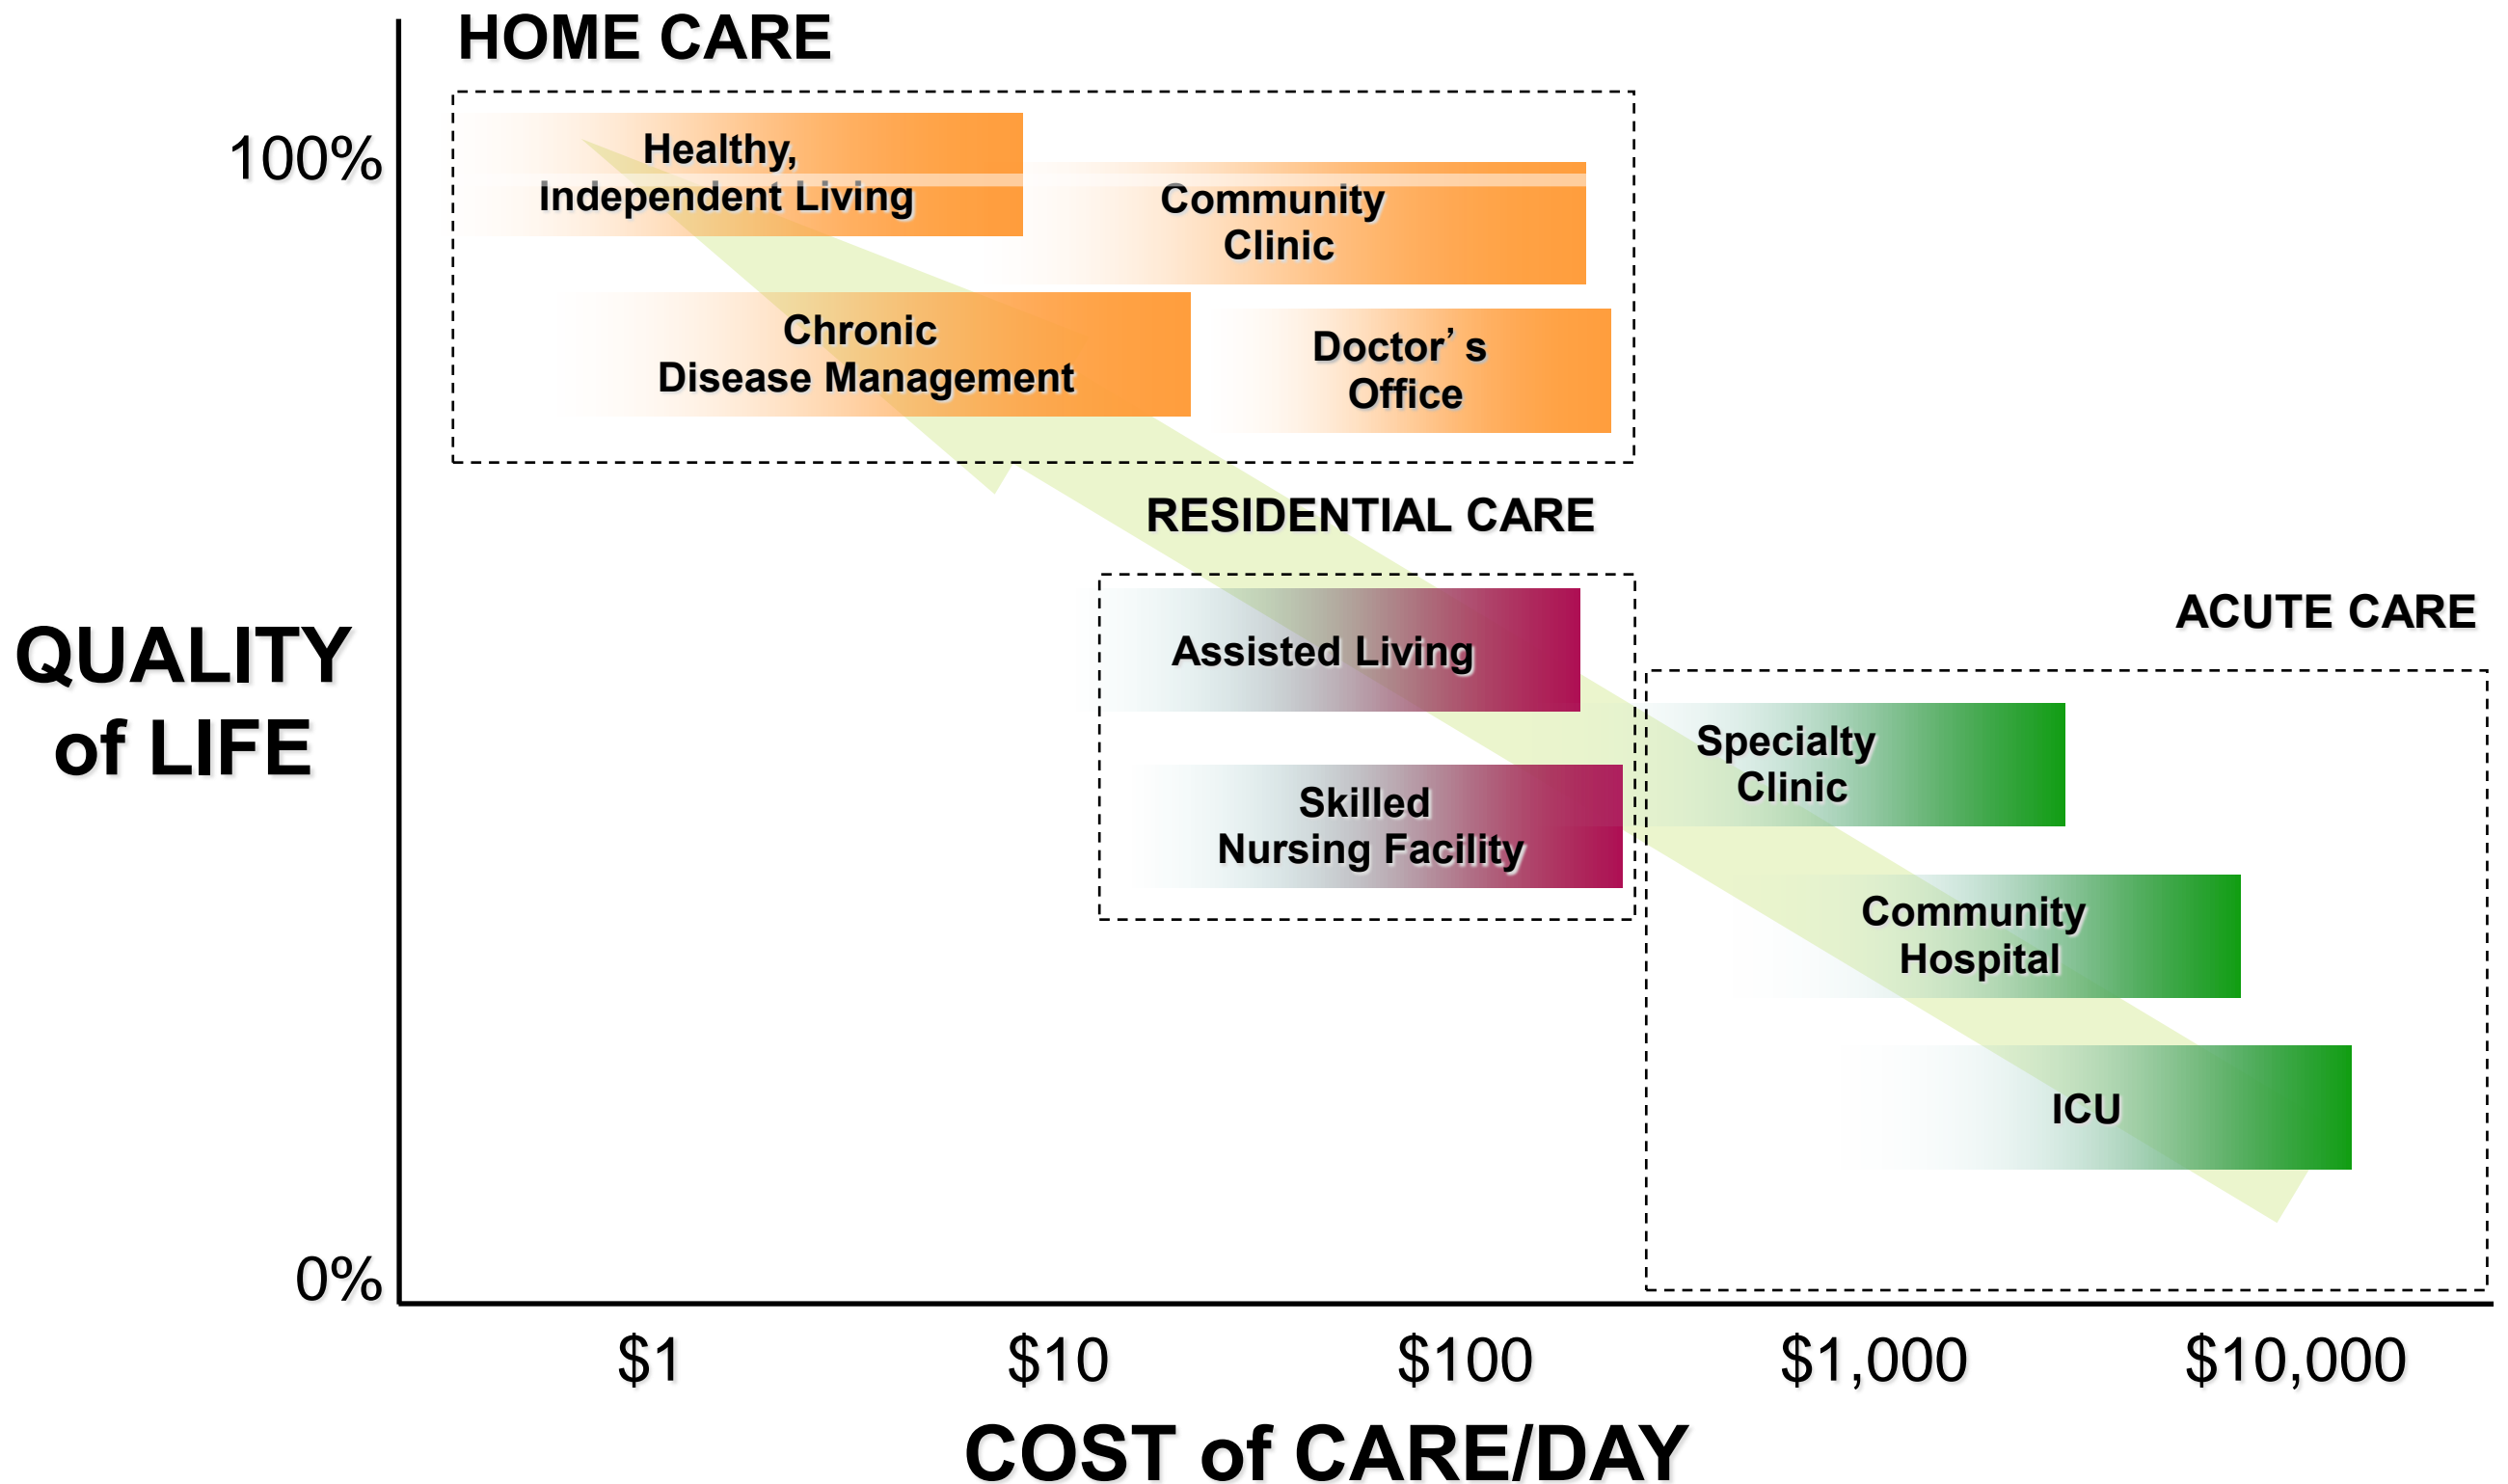 HOME CARE
100%
Healthy,
Independent Living
Community
Clinic
Chronic
Disease Management
Doctor’s
Office
RESIDENTIAL CARE
QUALITY
of LIFE
Assisted Living
ACUTE CARE
Skilled
Nursing Facility
Specialty
Clinic
Community
Hospital
ICU
0%
$1
$10
$100
$1,000
$10,000
COST of CARE/DAY